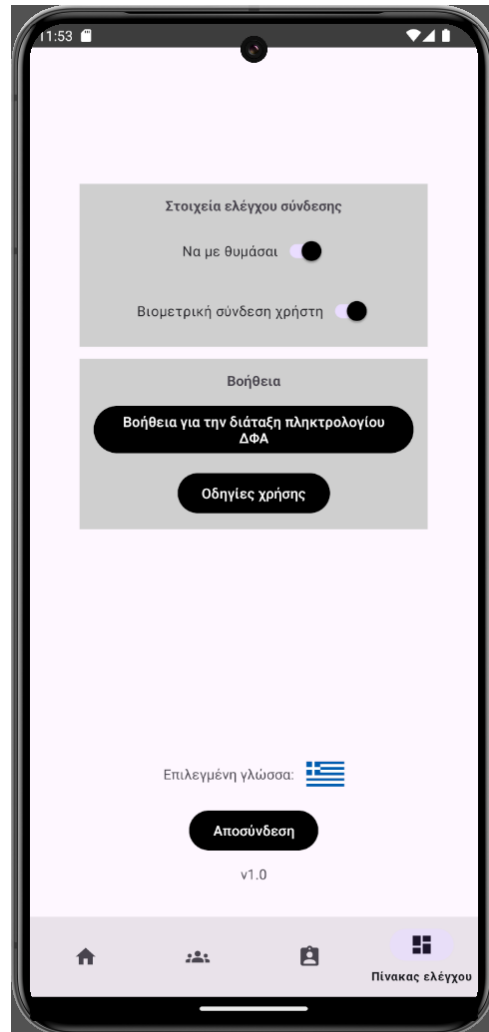 11:53
Στοιχεία ελέγχου σύνδεσης
Να με θυμάσαι
Βιομετρική σύνδεση χρήστη
Βοήθεια
Βοήθεια για την διάταξη πληκτρολογίου
ΔΦΑ
Οδηγίες χρήσης
Επιλεγμένη γλώσσα:
Αποσύνδεση
v1.0
Πίνακας ελέγχου